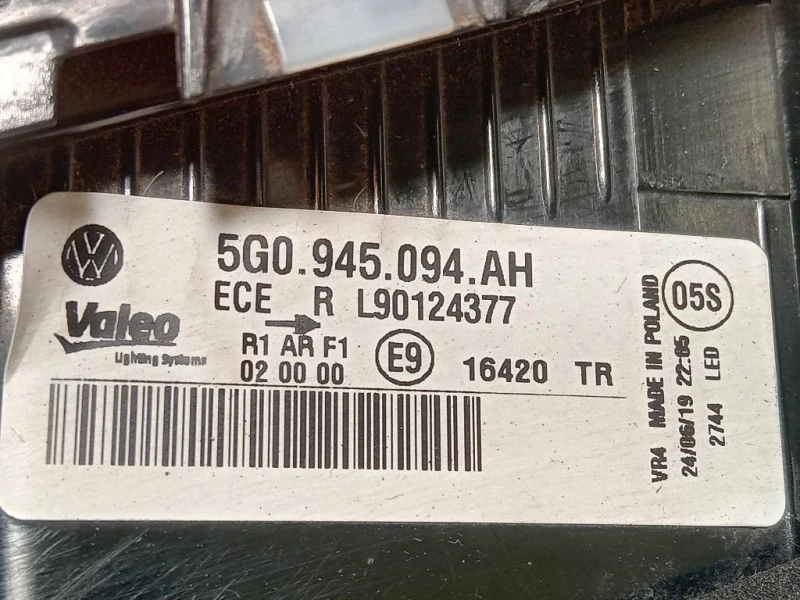 VW
5G0.945.094.AH
ECE R L90124377
Valeo
Lighting Systems
R1 AR F1
02 00 00
E9
16420 TR
05S
VR4 MADE IN POLAND
24/06/19 22:05
2744 LED